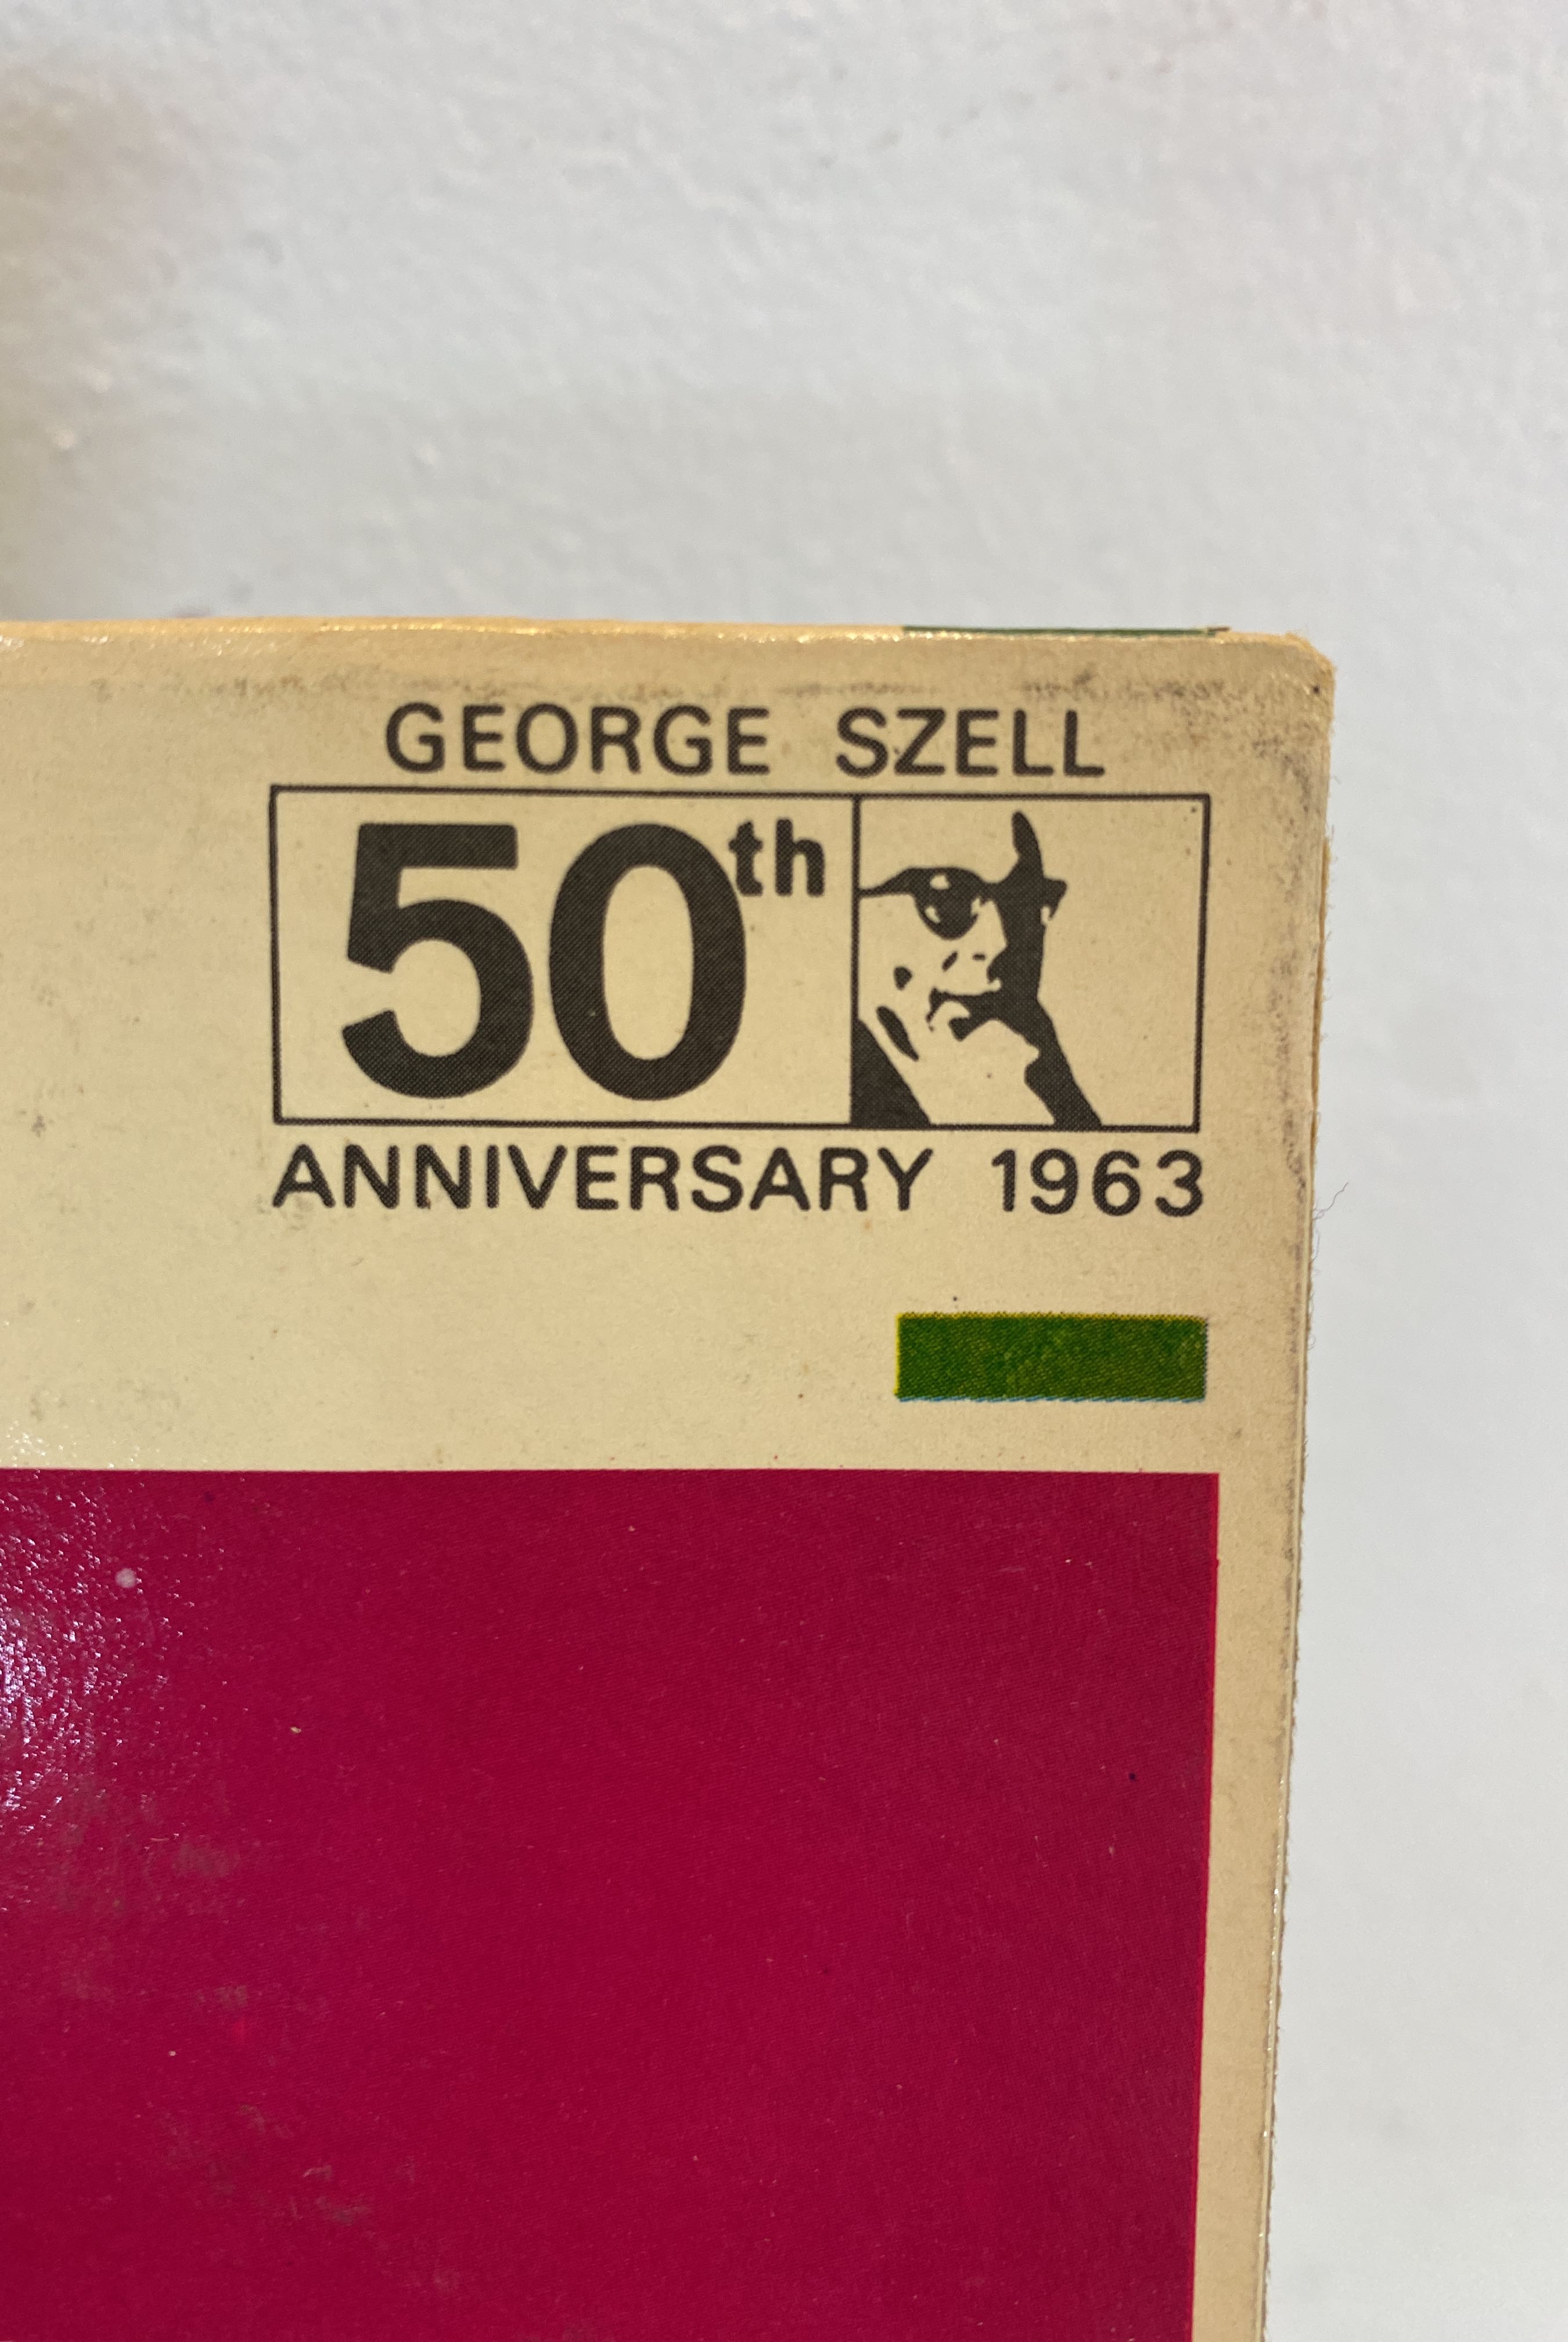 GEORGE SZELL
50th
ANNIVERSARY 1963